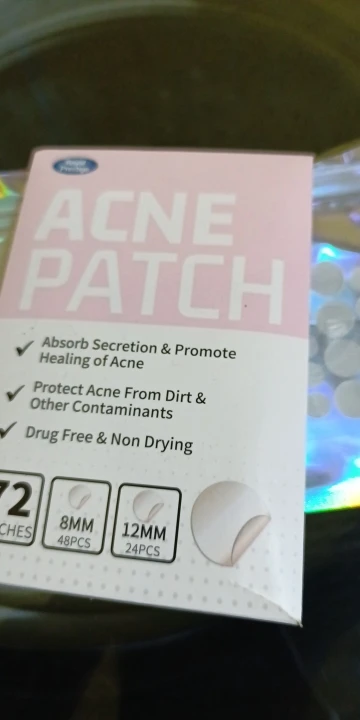 ACNE
PATCH
Absorb Secretion & Promote
Healing of Acne
Protect Acne From Dirt &
Other Contaminants
Drug Free & Non Drying
72
8MM
48PCS
12MM
24PCS